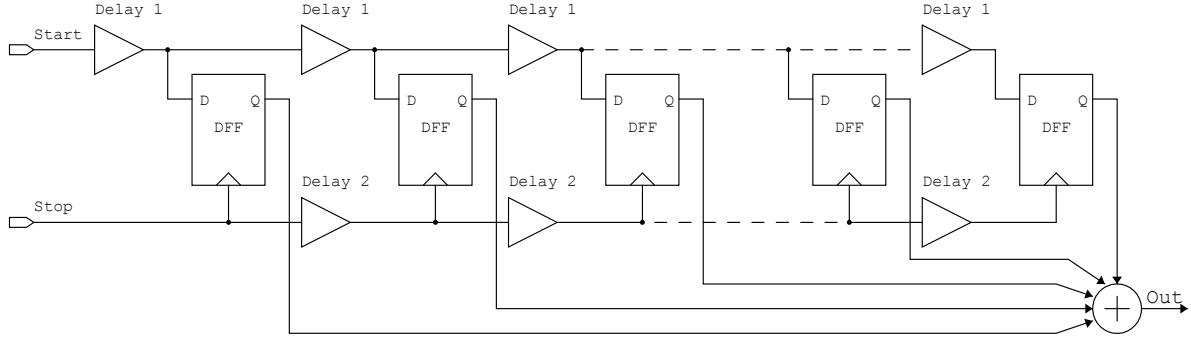 Delay 1 Delay 1 Delay 1 Delay 1
Start
D Q D Q D Q D Q D Q
DFF DFF DFF DFF DFF
Delay 2 Delay 2 Delay 2
Stop
Out